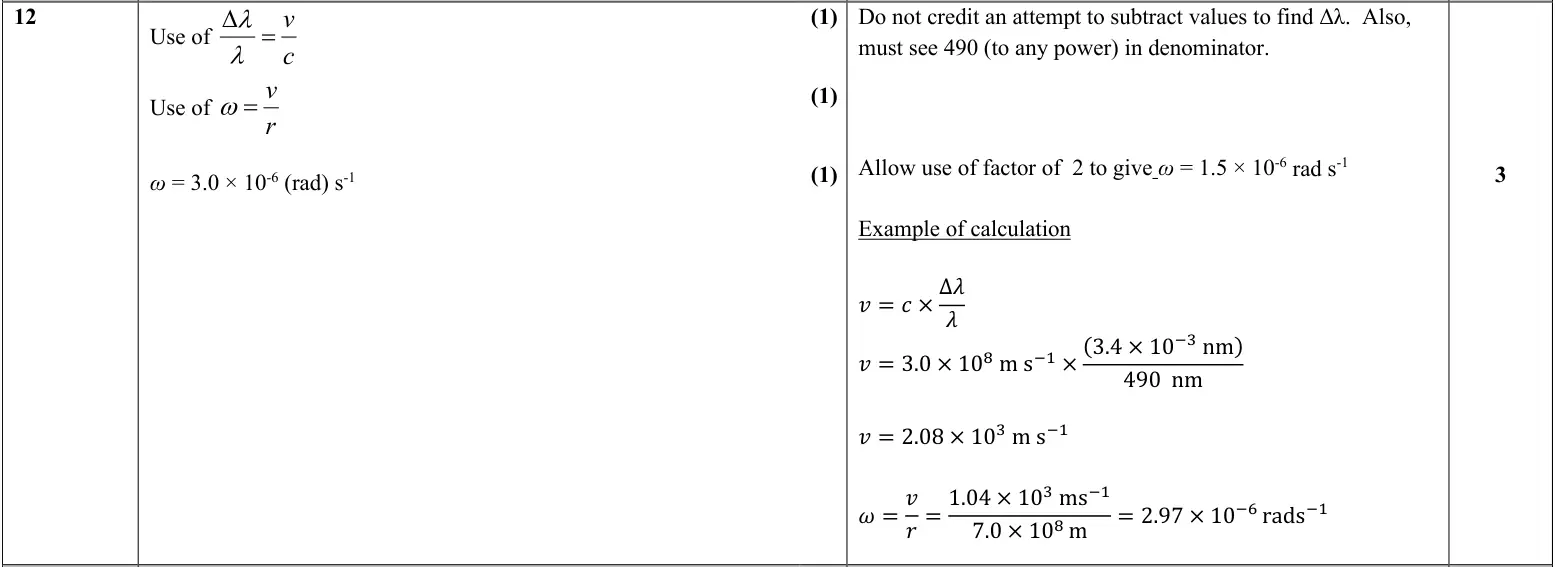 12
Use of Δλ/λ = v/c (1)
Use of ω = v/r (1)
ω = 3.0 × 10⁻⁶ (rad) s⁻¹ (1)
Do not credit an attempt to subtract values to find Δλ. Also,
must see 490 (to any power) in denominator.
Allow use of factor of 2 to give ω = 1.5 × 10⁻⁶ rad s⁻¹
Example of calculation
v = c × Δλ/λ
v = 3.0 × 10⁸ m s⁻¹ × (3.4 × 10⁻³ nm)/490 nm
v = 2.08 × 10³ m s⁻¹
ω = v/r = 1.04 × 10³ ms⁻¹/7.0 × 10⁸ m = 2.97 × 10⁻⁶ rads⁻¹
3